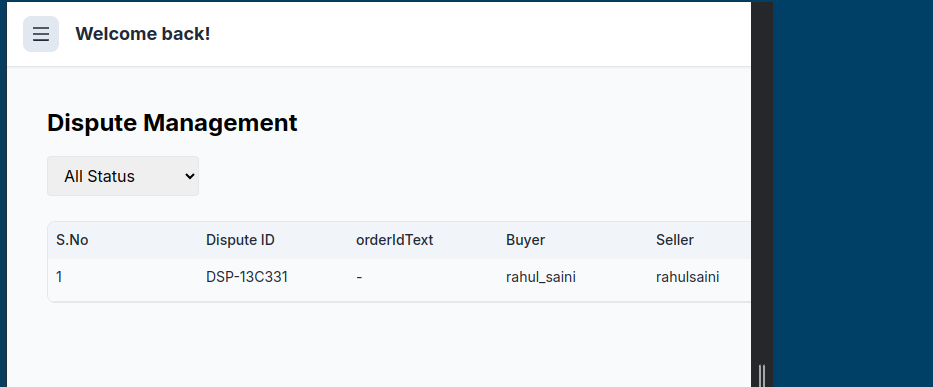 Welcome back!
Dispute Management
All Status
S.No Dispute ID orderIdText Buyer Seller
1 DSP-13C331 - rahul_saini rahulsaini